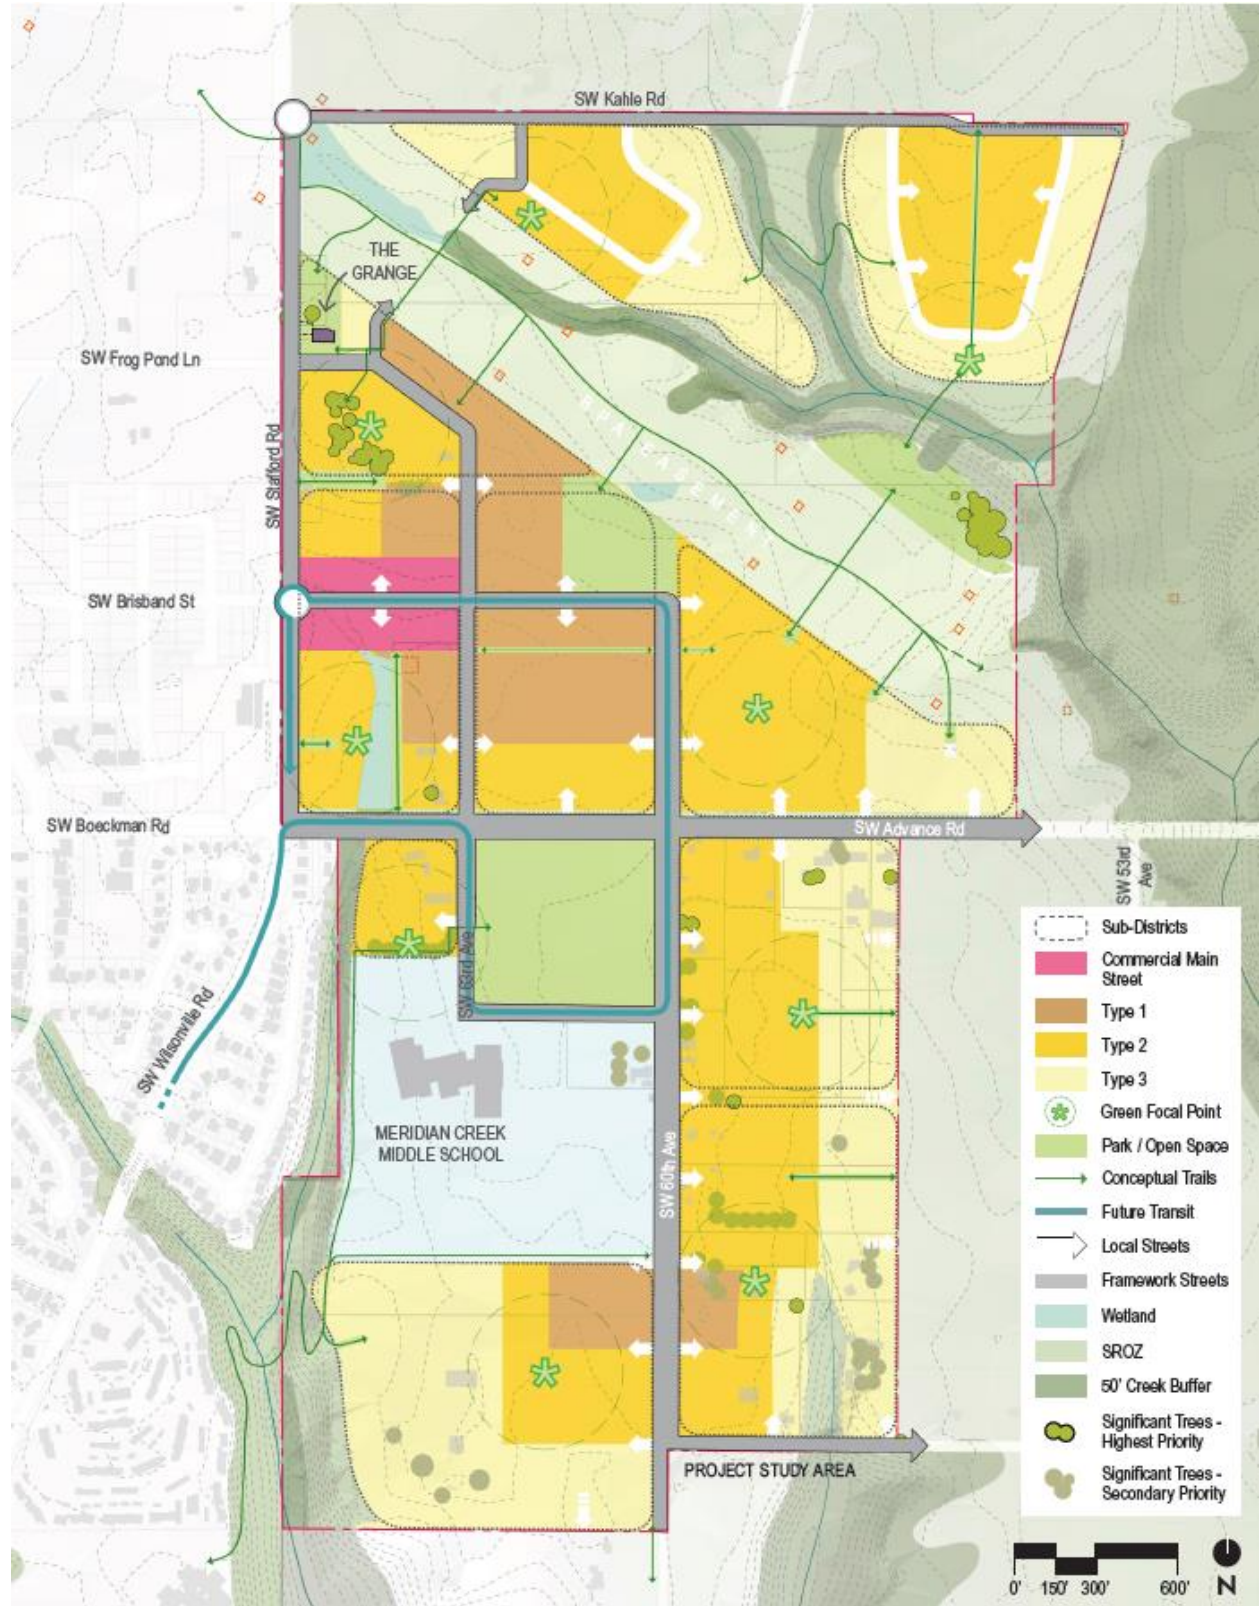 SW Kahle Rd
THE
GRANGE
SW Frog Pond Ln
SW Stafford Rd
BPA EASEMENT
SW Brisband St
SW Boeckman Rd
SW Advance Rd
SW 53rd
Ave
SW 63rd Ave
SW Wilsonville Rd
MERIDIAN CREEK
MIDDLE SCHOOL
SW 60th Ave
PROJECT STUDY AREA
Sub-Districts
Commercial Main
Street
Type 1
Type 2
Type 3
Green Focal Point
Park / Open Space
Conceptual Trails
Future Transit
Local Streets
Framework Streets
Wetland
SROZ
50' Creek Buffer
Significant Trees -
Highest Priority
Significant Trees -
Secondary Priority
0' 150' 300' 600'
N